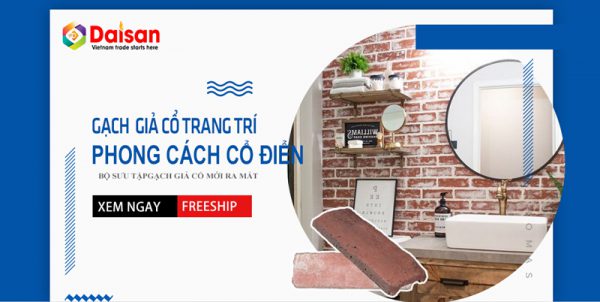 Daisan
Vietnam trade starts here
GẠCH GIẢ CỔ TRANG TRÍ
PHONG CÁCH CỔ ĐIỂN
BỘ SƯU TẬPGẠCH GIẢ CỔ MỚI RA MẮT
XEM NGAY
FREESHIP
WILLIAMS